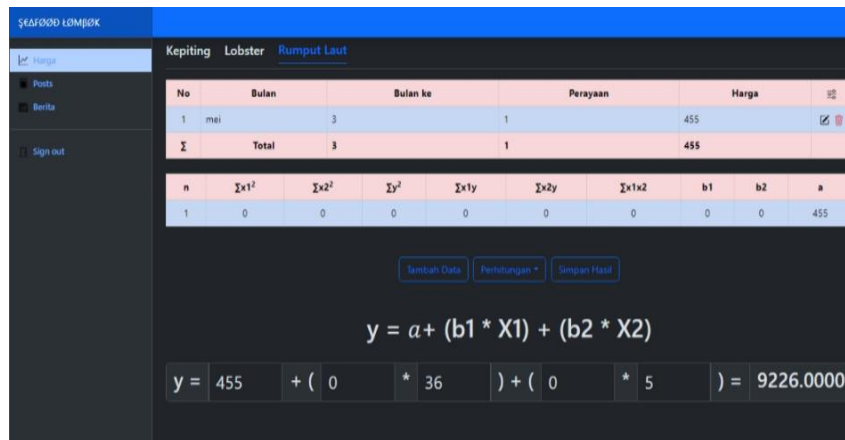 ȘЄΔFØØĐ ŁØMβØK
Harga
Posts
Berita
Sign out
Kepiting Lobster Rumput Laut
No Bulan Bulan ke Perayaan Harga
1 mei 3 1 455
Σ Total 3 1 455
n Σx1² Σx2² Σy² Σx1y Σx2y Σx1x2 b1 b2 a
1 0 0 0 0 0 0 0 0 455
Tambah Data Perhitungan Simpan Hasil
y = a+ (b1 * X1) + (b2 * X2)
y = 455 + ( 0 * 36 ) + ( 0 * 5 ) = 9226.0000